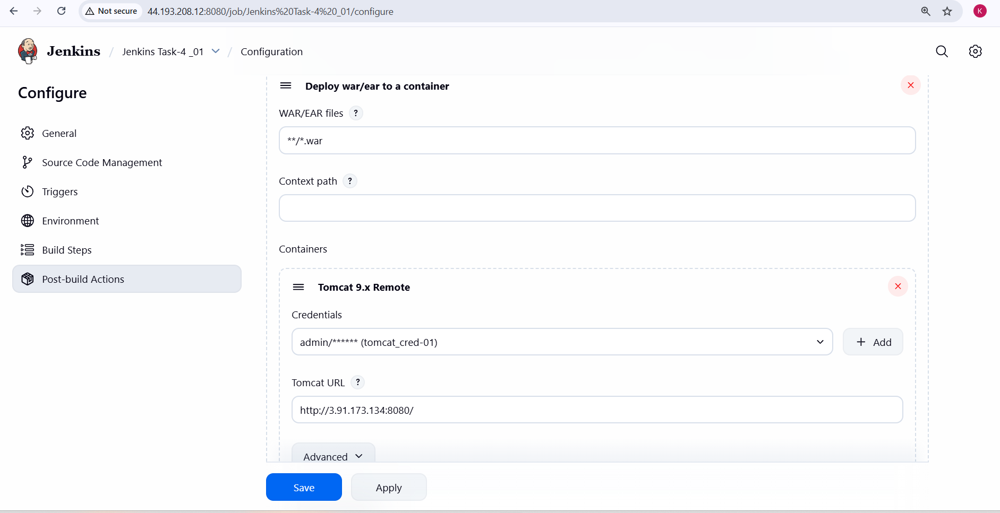 Not secure 44.193.208.12:8080/job/Jenkins%20Task-4%20_01/configure K
Jenkins / Jenkins Task-4 _01 / Configuration
Configure
General
Source Code Management
Triggers
Environment
Build Steps
Post-build Actions
Deploy war/ear to a container
WAR/EAR files ?
**/*.war
Context path ?
Containers
Tomcat 9.x Remote
Credentials
admin/****** (tomcat_cred-01)
+ Add
Tomcat URL ?
http://3.91.173.134:8080/
Advanced
Save Apply